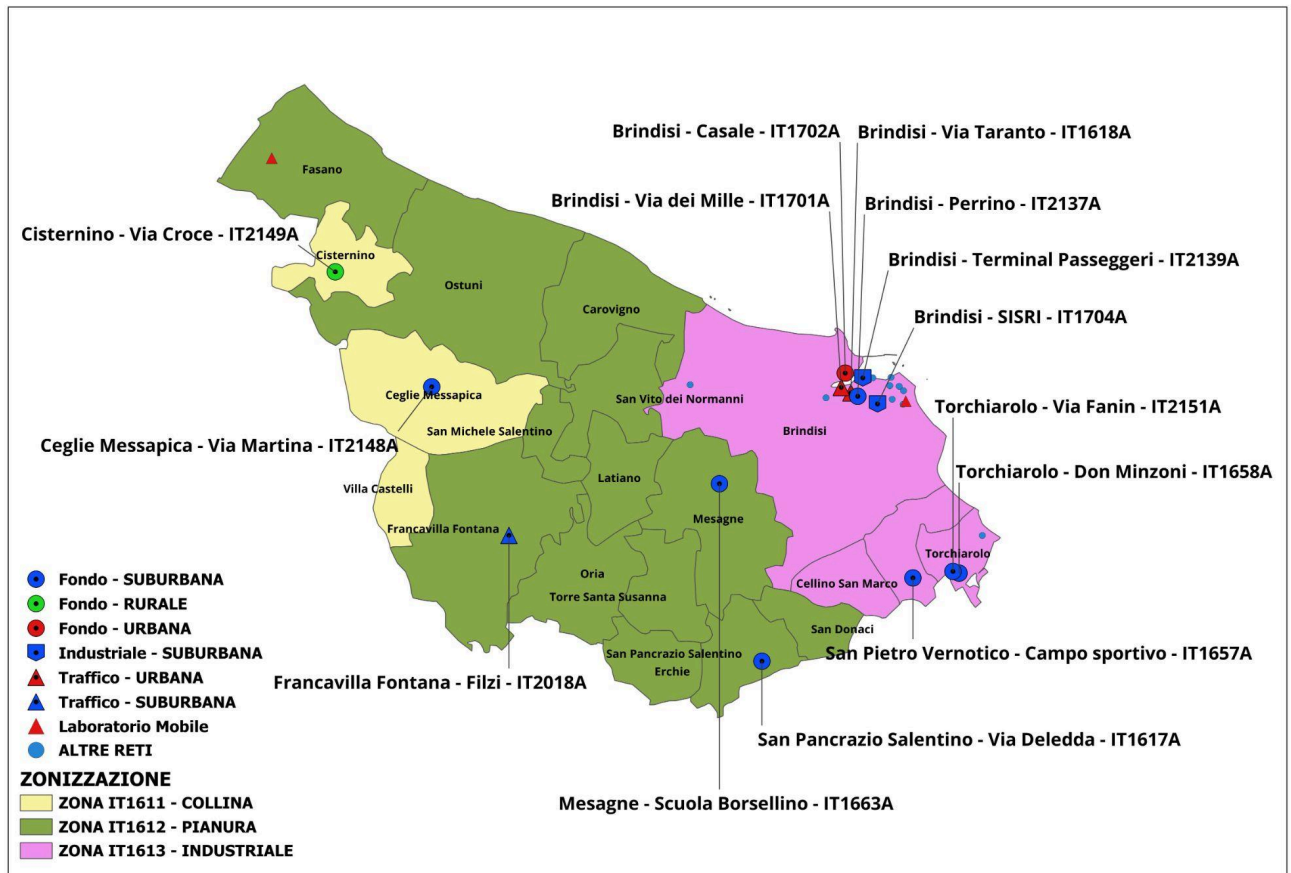 Brindisi - Casale - IT1702A
Brindisi - Via Taranto - IT1618A
Fasano
Brindisi - Via dei Mille - IT1701A
Brindisi - Perrino - IT2137A
Cisternino - Via Croce - IT2149A
Cisternino
Brindisi - Terminal Passeggeri - IT2139A
Ostuni
Carovigno
Brindisi - SISRI - IT1704A
Ceglie Messapica
San Vito dei Normanni
Torchiarolo - Via Fanin - IT2151A
San Michele Salentino
Brindisi
Ceglie Messapica - Via Martina - IT2148A
Torchiarolo - Don Minzoni - IT1658A
Latiano
Villa Castelli
Mesagne
Francavilla Fontana
Torchiarolo
Oria
Cellino San Marco
Torre Santa Susanna
San Donaci
San Pancrazio Salentino
San Pietro Vernotico - Campo sportivo - IT1657A
Erchie
Francavilla Fontana - Filzi - IT2018A
San Pancrazio Salentino - Via Deledda - IT1617A
Mesagne - Scuola Borsellino - IT1663A
Fondo - SUBURBANA
Fondo - RURALE
Fondo - URBANA
Industriale - SUBURBANA
Traffico - URBANA
Traffico - SUBURBANA
Laboratorio Mobile
ALTRE RETI
ZONIZZAZIONE
ZONA IT1611 - COLLINA
ZONA IT1612 - PIANURA
ZONA IT1613 - INDUSTRIALE